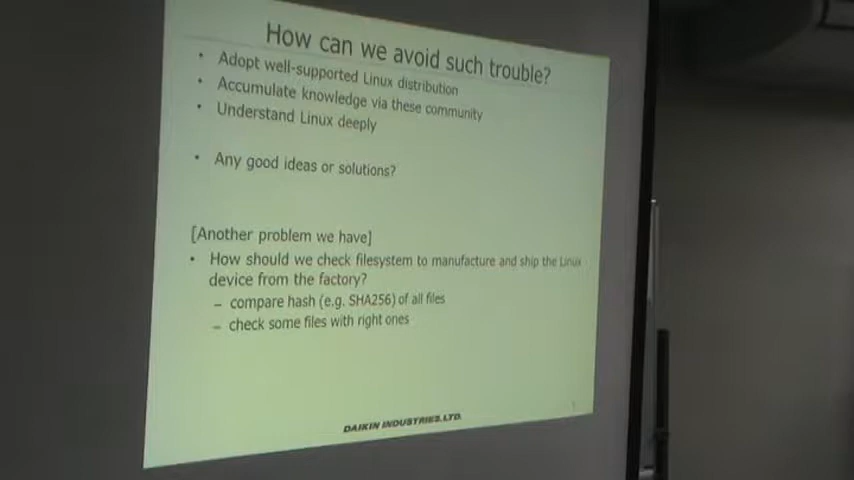 How can we avoid such trouble?
• Adopt well-supported Linux distribution
• Accumulate knowledge via these community
• Understand Linux deeply
• Any good ideas or solutions?
[Another problem we have]
• How should we check filesystem to manufacture and ship the Linux
device from the factory?
– compare hash (e.g. SHA256) of all files
– check some files with right ones
DAIKIN INDUSTRIES,LTD.